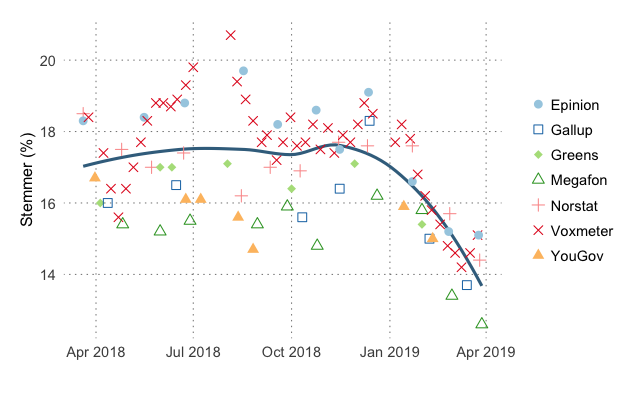 20
18
16
14
Stemmer (%)
Apr 2018
Jul 2018
Oct 2018
Jan 2019
Apr 2019
Epinion
Gallup
Greens
Megafon
Norstat
Voxmeter
YouGov